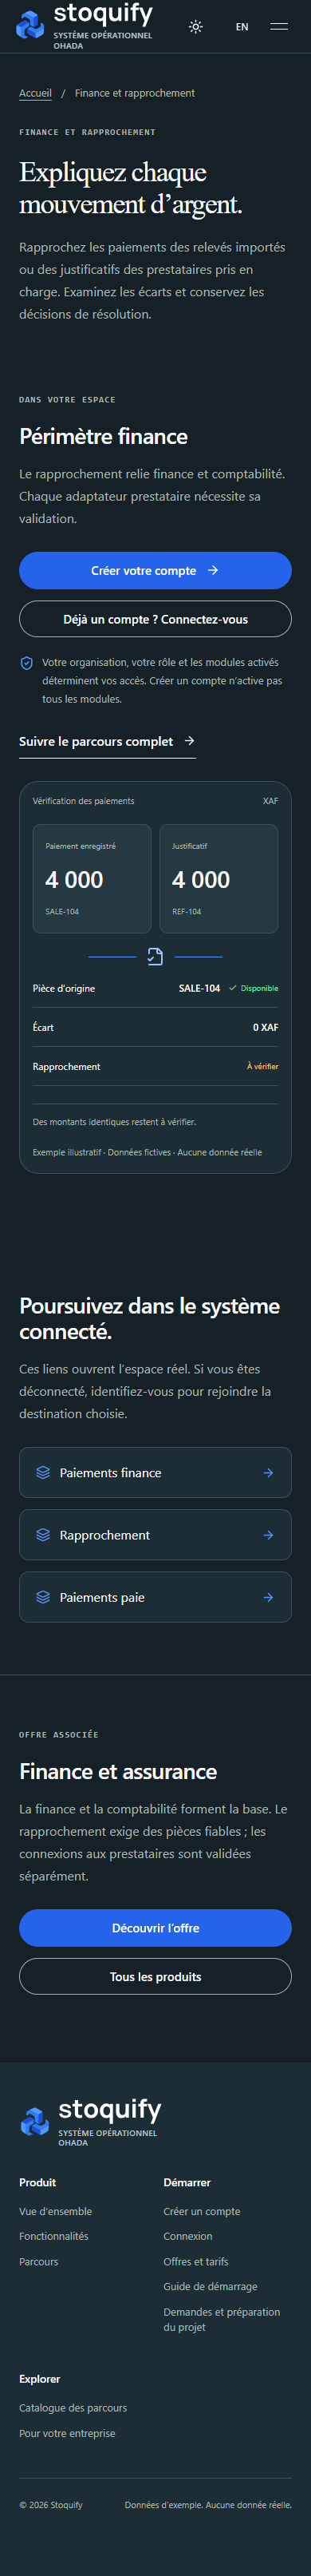 stoquify
SYSTÈME OPÉRATIONNEL
OHADA
EN
Accueil / Finance et rapprochement
FINANCE ET RAPPROCHEMENT
Expliquez chaque
mouvement d’argent.
Rapprochez les paiements des relevés importés
ou des justificatifs des prestataires pris en
charge. Examinez les écarts et conservez les
décisions de résolution.
DANS VOTRE ESPACE
Périmètre finance
Le rapprochement relie finance et comptabilité.
Chaque adaptateur prestataire nécessite sa
validation.
Créer votre compte
Déjà un compte ? Connectez-vous
Votre organisation, votre rôle et les modules activés
déterminent vos accès. Créer un compte n’active pas
tous les modules.
Suivre le parcours complet
Vérification des paiements XAF
Paiement enregistré
4 000
SALE-104
Justificatif
4 000
REF-104
Pièce d’origine SALE-104 Disponible
Écart 0 XAF
Rapprochement À vérifier
Des montants identiques restent à vérifier.
Exemple illustratif · Données fictives · Aucune donnée réelle
Poursuivez dans le système
connecté.
Ces liens ouvrent l’espace réel. Si vous êtes
déconnecté, identifiez-vous pour rejoindre la
destination choisie.
Paiements finance
Rapprochement
Paiements paie
OFFRE ASSOCIÉE
Finance et assurance
La finance et la comptabilité forment la base. Le
rapprochement exige des pièces fiables ; les
connexions aux prestataires sont validées
séparément.
Découvrir l’offre
Tous les produits
stoquify
SYSTÈME OPÉRATIONNEL
OHADA
Produit
Vue d’ensemble
Fonctionnalités
Parcours
Démarrer
Créer un compte
Connexion
Offres et tarifs
Guide de démarrage
Demandes et préparation
du projet
Explorer
Catalogue des parcours
Pour votre entreprise
© 2026 Stoquify
Données d’exemple. Aucune donnée réelle.